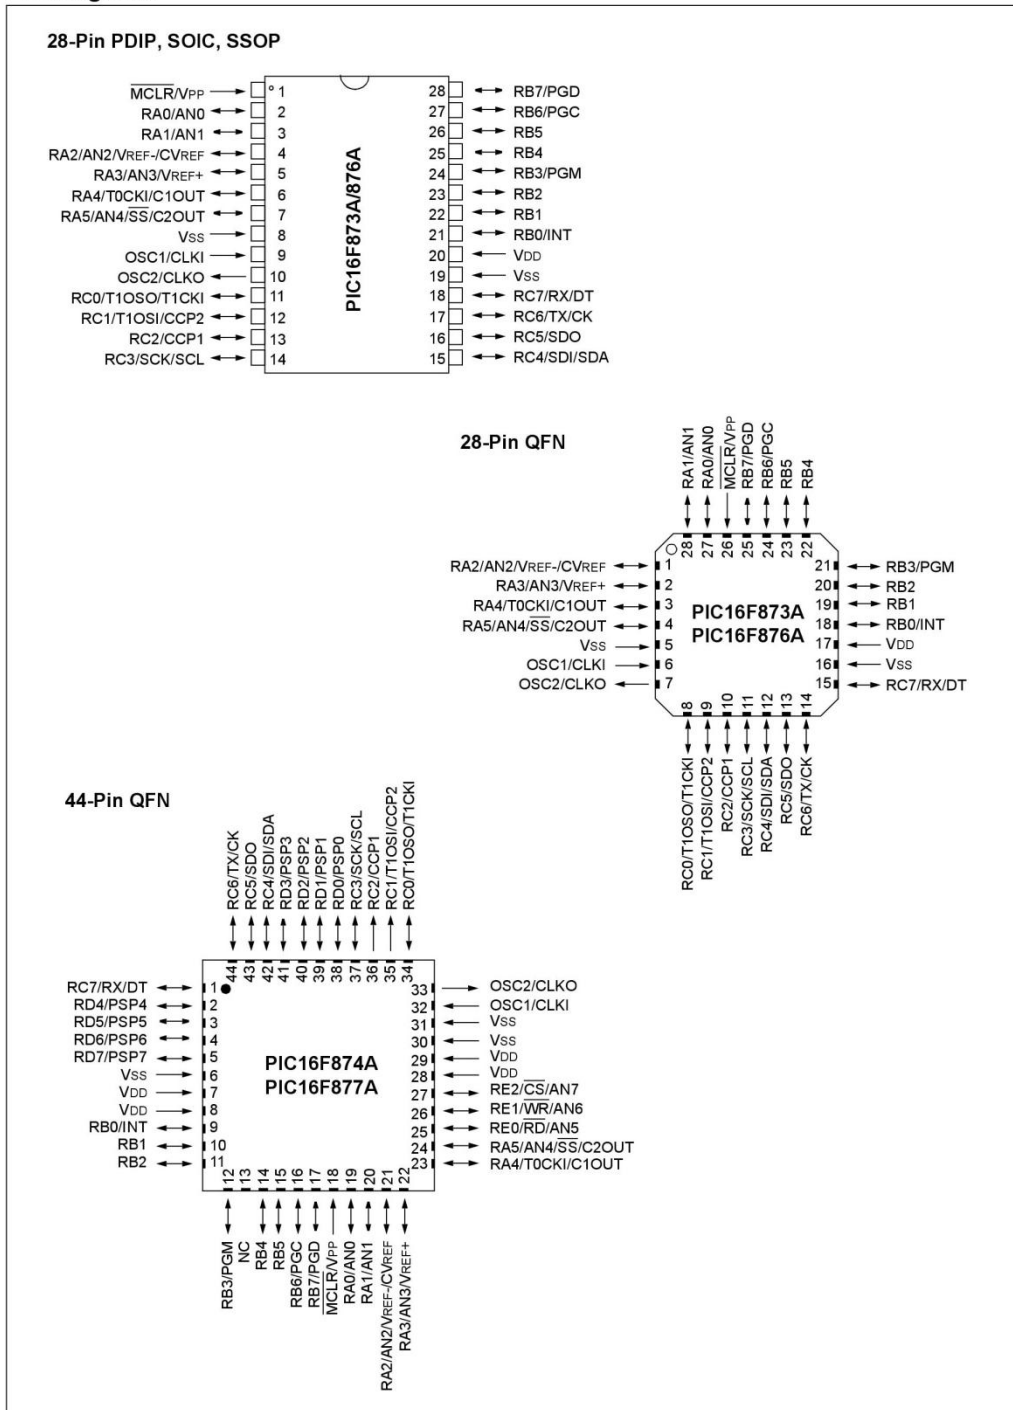 28-Pin PDIP, SOIC, SSOP
MCLR/VPP 1 28 RB7/PGD
RA0/AN0 2 27 RB6/PGC
RA1/AN1 3 26 RB5
RA2/AN2/VREF-/CVREF 4 25 RB4
RA3/AN3/VREF+ 5 24 RB3/PGM
RA4/T0CKI/C1OUT 6 23 RB2
RA5/AN4/SS/C2OUT 7 22 RB1
VSS 8 21 RB0/INT
OSC1/CLKI 9 20 VDD
OSC2/CLKO 10 19 VSS
RC0/T1OSO/T1CKI 11 18 RC7/RX/DT
RC1/T1OSI/CCP2 12 17 RC6/TX/CK
RC2/CCP1 13 16 RC5/SDO
RC3/SCK/SCL 14 15 RC4/SDI/SDA
PIC16F873A/876A
28-Pin QFN
RA1/AN1
RA0/AN0
MCLR/VPP
RB7/PGD
RB6/PGC
RB5
RB4
28 27 26 25 24 23 22
RA2/AN2/VREF-/CVREF 1 21 RB3/PGM
RA3/AN3/VREF+ 2 20 RB2
RA4/T0CKI/C1OUT 3 19 RB1
RA5/AN4/SS/C2OUT 4 18 RB0/INT
VSS 5 17 VDD
OSC1/CLKI 6 16 VSS
OSC2/CLKO 7 15 RC7/RX/DT
PIC16F873A
PIC16F876A
8 9 10 11 12 13 14
RC0/T1OSO/T1CKI
RC1/T1OSI/CCP2
RC2/CCP1
RC3/SCK/SCL
RC4/SDI/SDA
RC5/SDO
RC6/TX/CK
44-Pin QFN
RC6/TX/CK
RC5/SDO
RC4/SDI/SDA
RD3/PSP3
RD2/PSP2
RD1/PSP1
RD0/PSP0
RC3/SCK/SCL
RC2/CCP1
RC1/T1OSI/CCP2
RC0/T1OSO/T1CKI
44 43 42 41 40 39 38 37 36 35 34
RC7/RX/DT 1 33 OSC2/CLKO
RD4/PSP4 2 32 OSC1/CLKI
RD5/PSP5 3 31 VSS
RD6/PSP6 4 30 VSS
RD7/PSP7 5 29 VDD
VSS 6 28 VDD
VDD 7 27 RE2/CS/AN7
VDD 8 26 RE1/WR/AN6
RB0/INT 9 25 RE0/RD/AN5
RB1 10 24 RA5/AN4/SS/C2OUT
RB2 11 23 RA4/T0CKI/C1OUT
PIC16F874A
PIC16F877A
12 13 14 15 16 17 18 19 20 21 22
RB3/PGM
NC
RB4
RB5
RB6/PGC
RB7/PGD
MCLR/VPP
RA0/AN0
RA1/AN1
RA2/AN2/VREF-/CVREF
RA3/AN3/VREF+